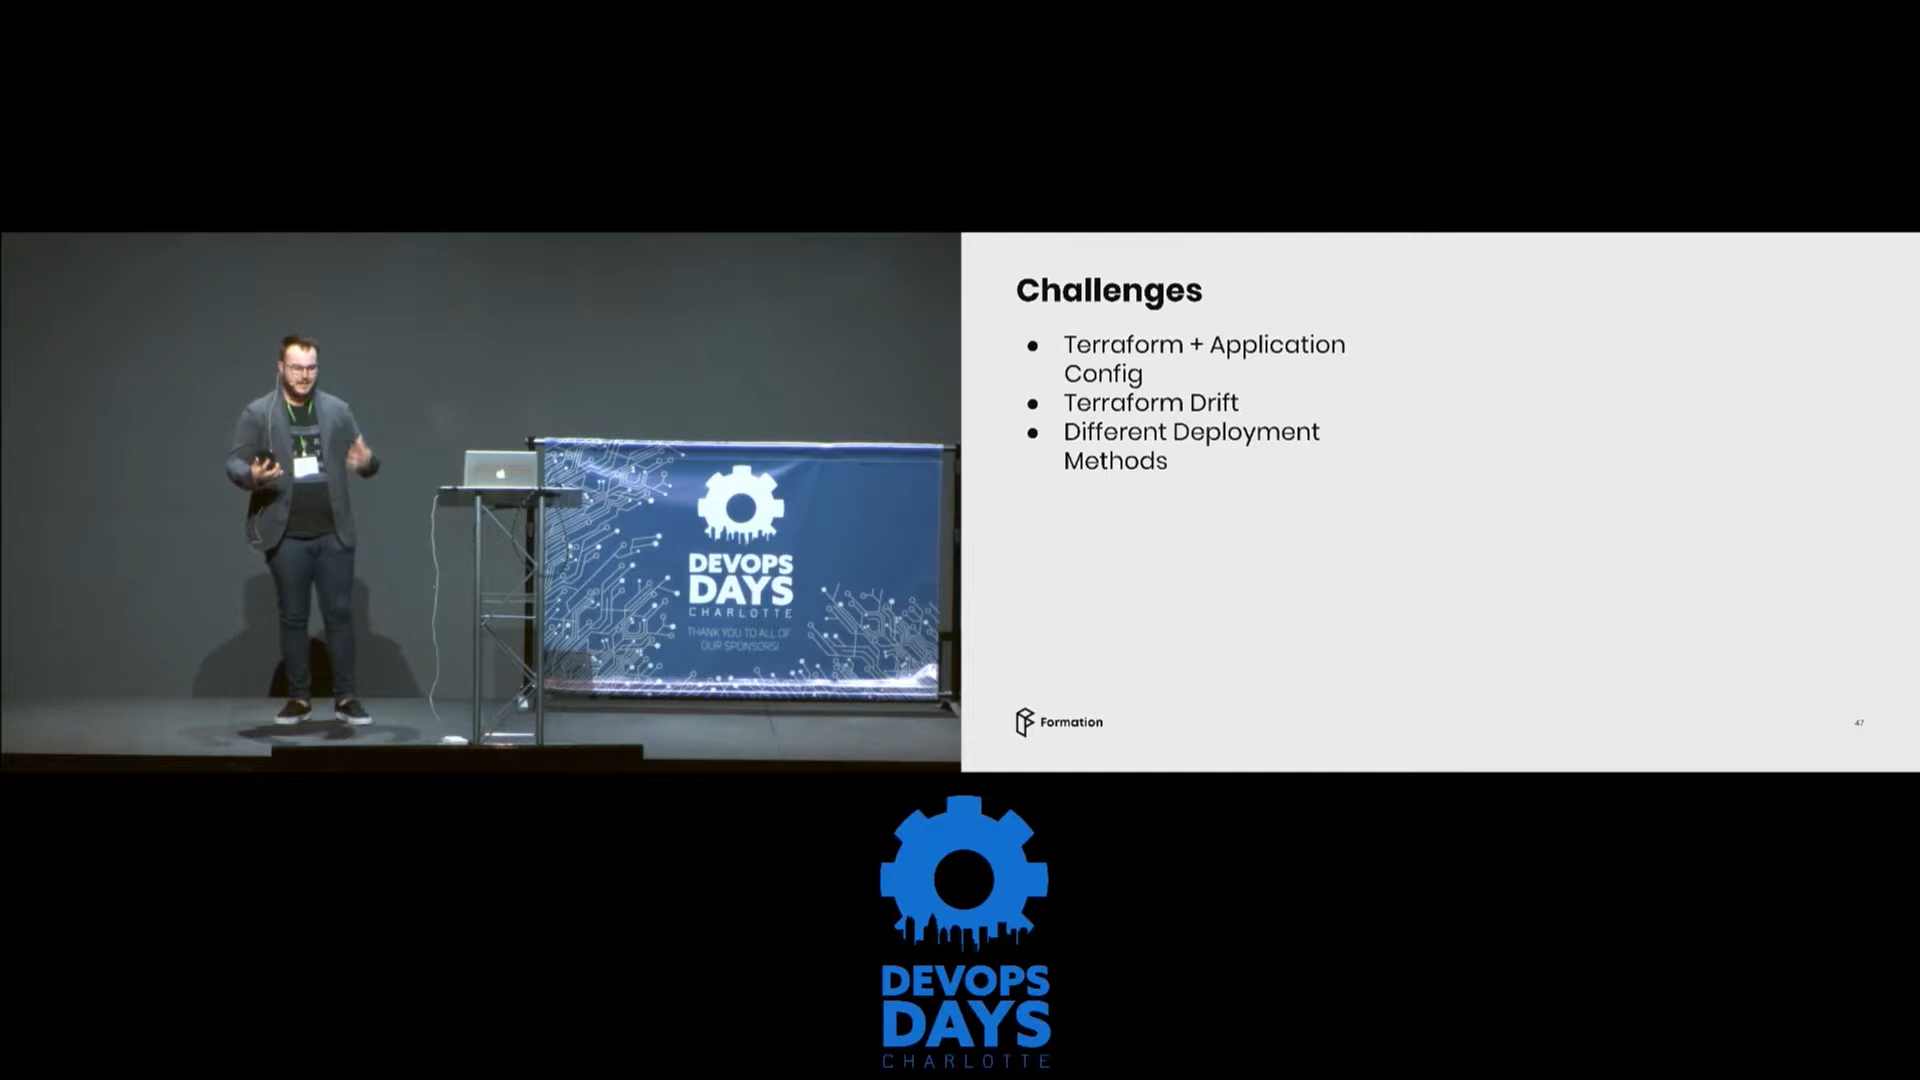 DEVOPS
DAYS
CHARLOTTE
THANK YOU TO ALL OF
OUR SPONSORS!
Challenges
● Terraform + Application
Config
● Terraform Drift
● Different Deployment
Methods
Formation
47
DEVOPS
DAYS
CHARLOTTE